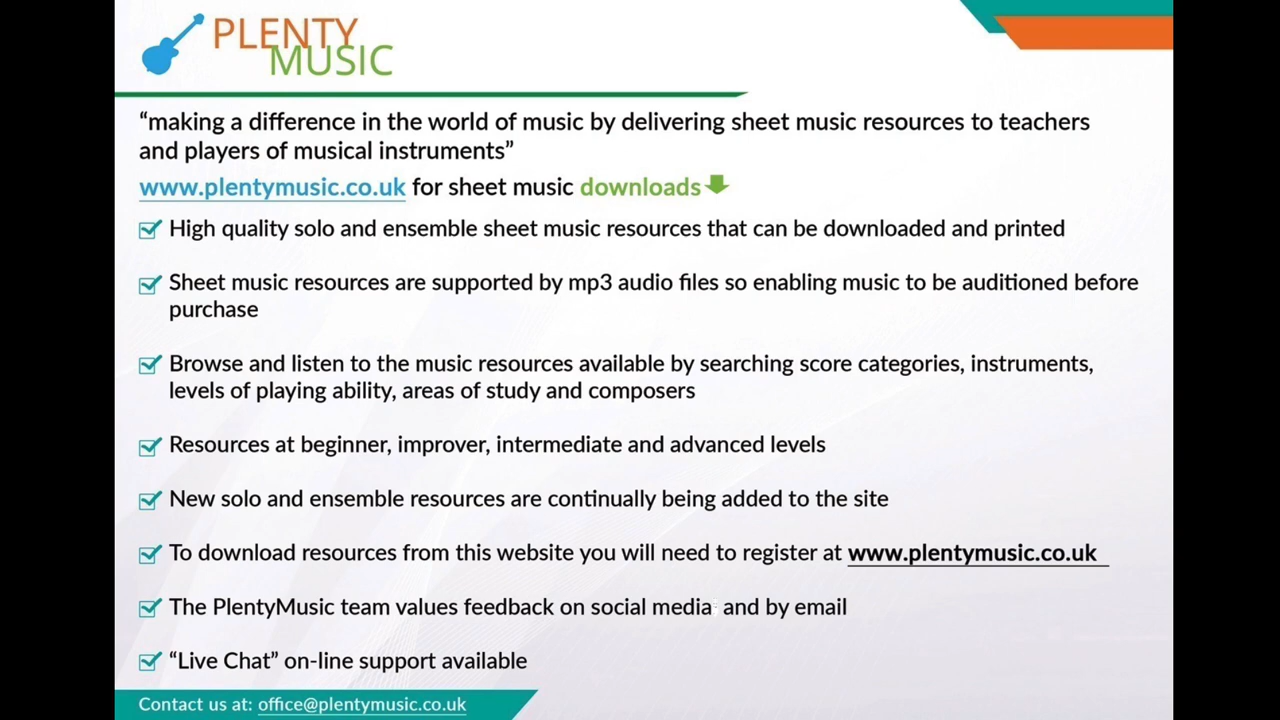 PLENTY
MUSIC
“making a difference in the world of music by delivering sheet music resources to teachers
and players of musical instruments”
www.plentymusic.co.uk for sheet music downloads
High quality solo and ensemble sheet music resources that can be downloaded and printed
Sheet music resources are supported by mp3 audio files so enabling music to be auditioned before
purchase
Browse and listen to the music resources available by searching score categories, instruments,
levels of playing ability, areas of study and composers
Resources at beginner, improver, intermediate and advanced levels
New solo and ensemble resources are continually being added to the site
To download resources from this website you will need to register at www.plentymusic.co.uk
The PlentyMusic team values feedback on social media and by email
“Live Chat” on-line support available
Contact us at: office@plentymusic.co.uk